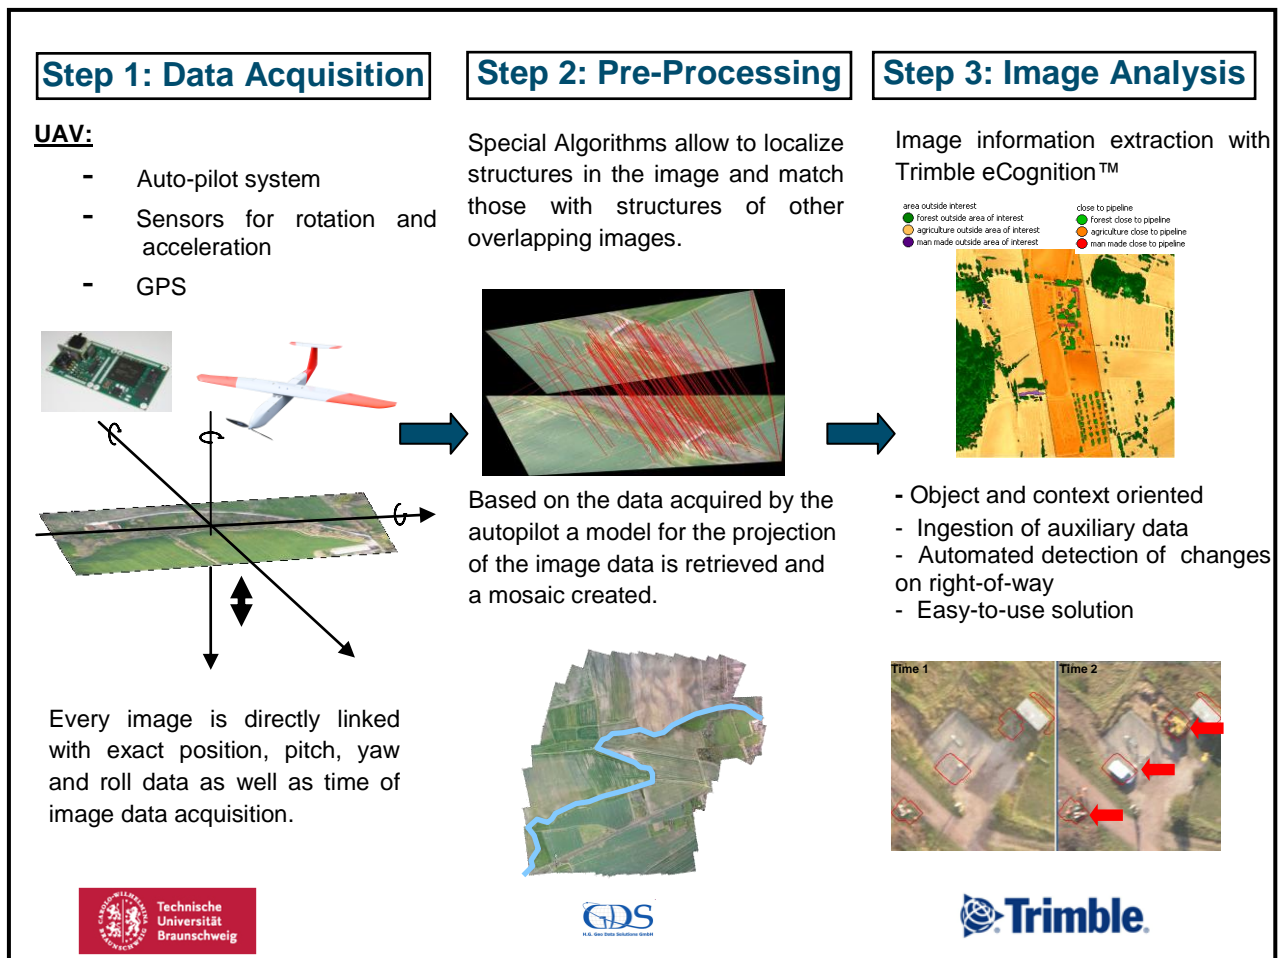 Step 1: Data Acquisition
UAV:
- Auto-pilot system
- Sensors for rotation and
acceleration
- GPS
Every image is directly linked
with exact position, pitch, yaw
and roll data as well as time of
image data acquisition.
CAROLO-WILHELMINA
BRAUNSCHWEIG
Technische
Universität
Braunschweig
Step 2: Pre-Processing
Special Algorithms allow to localize
structures in the image and match
those with structures of other
overlapping images.
Based on the data acquired by the
autopilot a model for the projection
of the image data is retrieved and
a mosaic created.
GDS
H.G. Geo Data Solutions GmbH
Step 3: Image Analysis
Image information extraction with
Trimble eCognition™
area outside interest
forest outside area of interest
agriculture outside area of interest
man made outside area of interest
close to pipeline
forest close to pipeline
agriculture close to pipeline
man made close to pipeline
- Object and context oriented
- Ingestion of auxiliary data
- Automated detection of changes
on right-of-way
- Easy-to-use solution
Time 1
Time 2
Trimble.